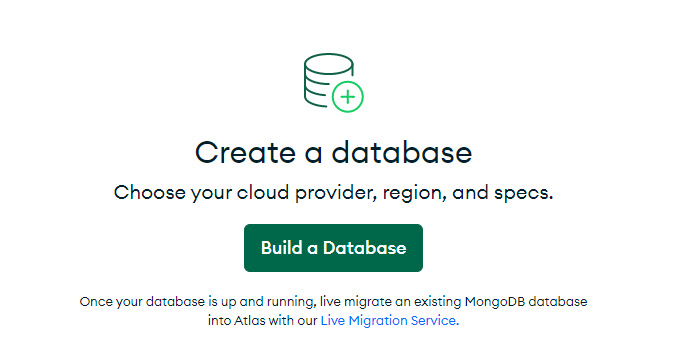 Create a database
Choose your cloud provider, region, and specs.
Build a Database
Once your database is up and running, live migrate an existing MongoDB database
into Atlas with our Live Migration Service.